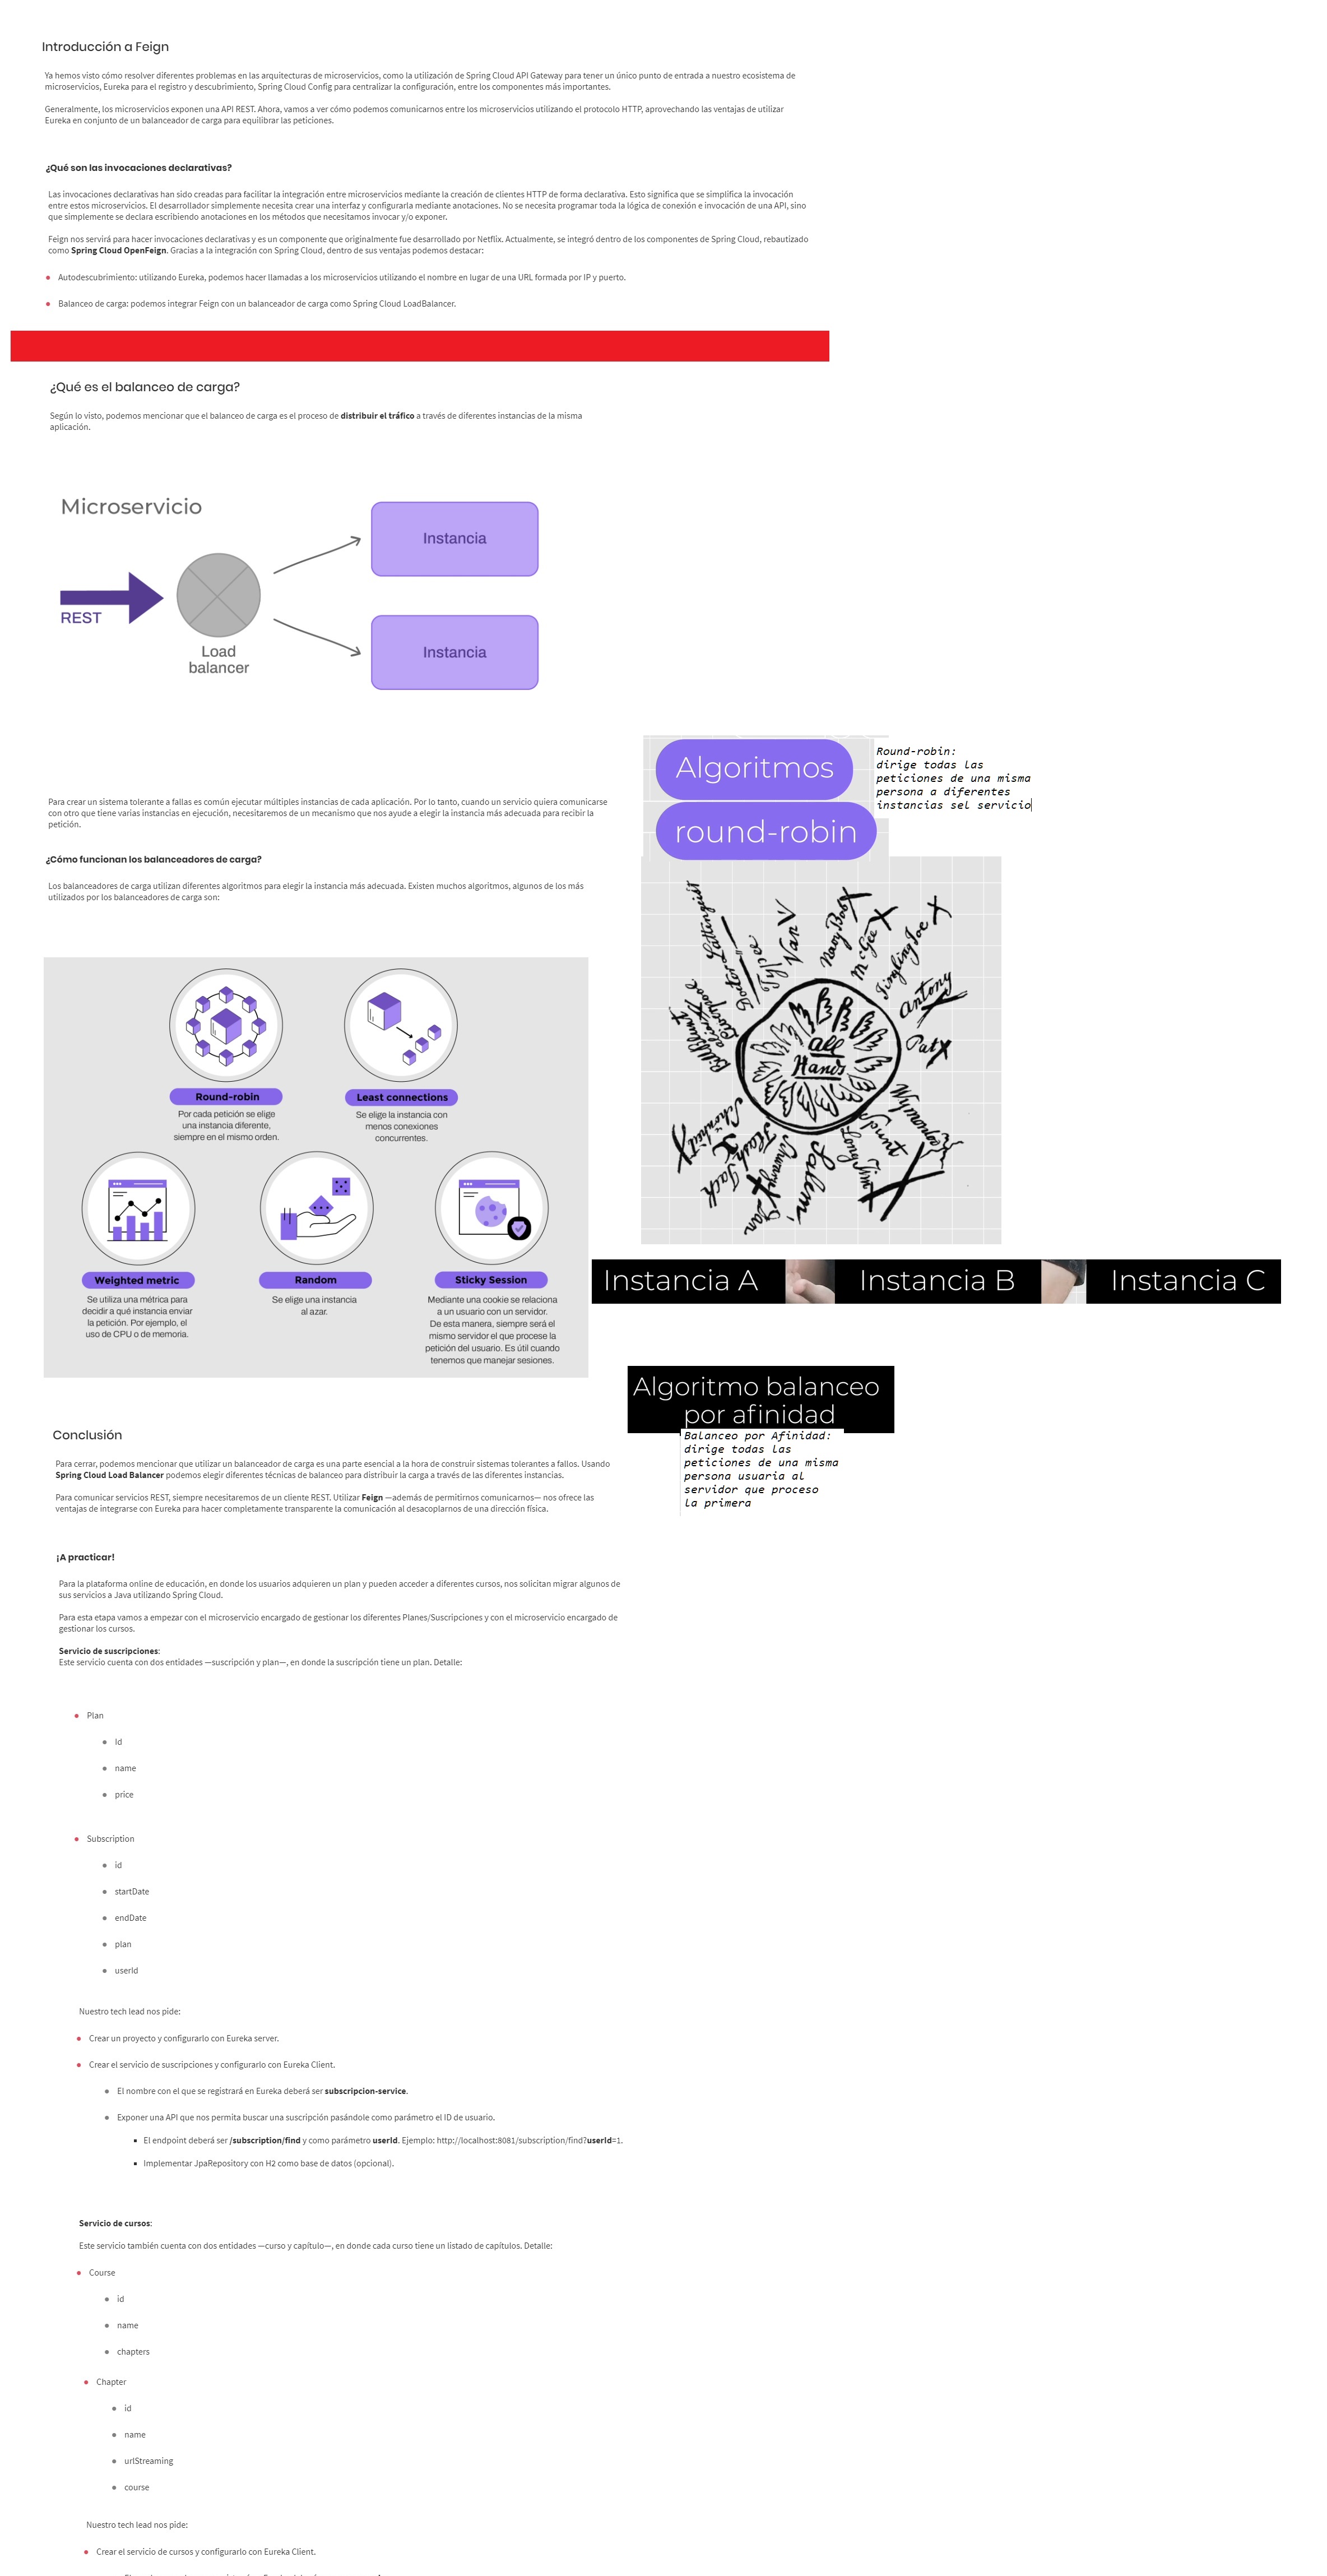 Introducción a Feign
Ya hemos visto cómo resolver diferentes problemas en las arquitecturas de microservicios, como la utilización de Spring Cloud API Gateway para tener un único punto de entrada a nuestro ecosistema de
microservicios, Eureka para el registro y descubrimiento, Spring Cloud Config para centralizar la configuración, entre los componentes más importantes.
Generalmente, los microservicios exponen una API REST. Ahora, vamos a ver cómo podemos comunicarnos entre los microservicios utilizando el protocolo HTTP, aprovechando las ventajas de utilizar
Eureka en conjunto de un balanceador de carga para equilibrar las peticiones.
¿Qué son las invocaciones declarativas?
Las invocaciones declarativas han sido creadas para facilitar la integración entre microservicios mediante la creación de clientes HTTP de forma declarativa. Esto significa que se simplifica la invocación
entre estos microservicios. El desarrollador simplemente necesita crear una interfaz y configurarla mediante anotaciones. No se necesita programar toda la lógica de conexión e invocación de una API, sino
que simplemente se declara escribiendo anotaciones en los métodos que necesitamos invocar y/o exponer.
Feign nos servirá para hacer invocaciones declarativas y es un componente que originalmente fue desarrollado por Netflix. Actualmente, se integró dentro de los componentes de Spring Cloud, rebautizado
como Spring Cloud OpenFeign. Gracias a la integración con Spring Cloud, dentro de sus ventajas podemos destacar:
Autodescubrimiento: utilizando Eureka, podemos hacer llamadas a los microservicios utilizando el nombre en lugar de una URL formada por IP y puerto.
Balanceo de carga: podemos integrar Feign con un balanceador de carga como Spring Cloud LoadBalancer.
¿Qué es el balanceo de carga?
Según lo visto, podemos mencionar que el balanceo de carga es el proceso de distribuir el tráfico a través de diferentes instancias de la misma
aplicación.
Microservicio
Instancia
REST
Load
balancer
Instancia
Para crear un sistema tolerante a fallas es común ejecutar múltiples instancias de cada aplicación. Por lo tanto, cuando un servicio quiera comunicarse
con otro que tiene varias instancias en ejecución, necesitaremos de un mecanismo que nos ayude a elegir la instancia más adecuada para recibir la
petición.
¿Cómo funcionan los balanceadores de carga?
Los balanceadores de carga utilizan diferentes algoritmos para elegir la instancia más adecuada. Existen muchos algoritmos, algunos de los más
utilizados por los balanceadores de carga son:
Algoritmos
round-robin
Round-robin:
dirige todas las
peticiones de una misma
persona a diferentes
instancias sel servicio
Navy Bob
Mc Gee
Jingling Joe
Antony
Pat
Long Tim
Salem
Jack
All
Hands
Round-robin
Por cada petición se elige
una instancia diferente,
siempre en el mismo orden.
Least connections
Se elige la instancia con
menos conexiones
concurrentes.
Weighted metric
Se utiliza una métrica para
decidir a qué instancia enviar
la petición. Por ejemplo, el
uso de CPU o de memoria.
Random
Se elige una instancia
al azar.
Sticky Session
Mediante una cookie se relaciona
a un usuario con un servidor.
De esta manera, siempre será el
mismo servidor el que procese la
petición del usuario. Es útil cuando
tenemos que manejar sesiones.
Instancia A
Instancia B
Instancia C
Algoritmo balanceo
por afinidad
Balanceo por Afinidad:
dirige todas las
peticiones de una misma
persona usuaria al
servidor que proceso
la primera
Conclusión
Para cerrar, podemos mencionar que utilizar un balanceador de carga es una parte esencial a la hora de construir sistemas tolerantes a fallos. Usando
Spring Cloud Load Balancer podemos elegir diferentes técnicas de balanceo para distribuir la carga a través de las diferentes instancias.
Para comunicar servicios REST, siempre necesitaremos de un cliente REST. Utilizar Feign —además de permitirnos comunicarnos— nos ofrece las
ventajas de integrarse con Eureka para hacer completamente transparente la comunicación al desacoplarnos de una dirección física.
¡A practicar!
Para la plataforma online de educación, en donde los usuarios adquieren un plan y pueden acceder a diferentes cursos, nos solicitan migrar algunos de
sus servicios a Java utilizando Spring Cloud.
Para esta etapa vamos a empezar con el microservicio encargado de gestionar los diferentes Planes/Suscripciones y con el microservicio encargado de
gestionar los cursos.
Servicio de suscripciones:
Este servicio cuenta con dos entidades —suscripción y plan—, en donde la suscripción tiene un plan. Detalle:
Plan
Id
name
price
Subscription
id
startDate
endDate
plan
userId
Nuestro tech lead nos pide:
Crear un proyecto y configurarlo con Eureka server.
Crear el servicio de suscripciones y configurarlo con Eureka Client.
El nombre con el que se registrará en Eureka deberá ser subscripcion-service.
Exponer una API que nos permita buscar una suscripción pasándole como parámetro el ID de usuario.
El endpoint deberá ser /subscription/find y como parámetro userId. Ejemplo: http://localhost:8081/subscription/find?userId=1.
Implementar JpaRepository con H2 como base de datos (opcional).
Servicio de cursos:
Este servicio también cuenta con dos entidades —curso y capítulo—, en donde cada curso tiene un listado de capítulos. Detalle:
Course
id
name
chapters
Chapter
id
name
urlStreaming
course
Nuestro tech lead nos pide:
Crear el servicio de cursos y configurarlo con Eureka Client.